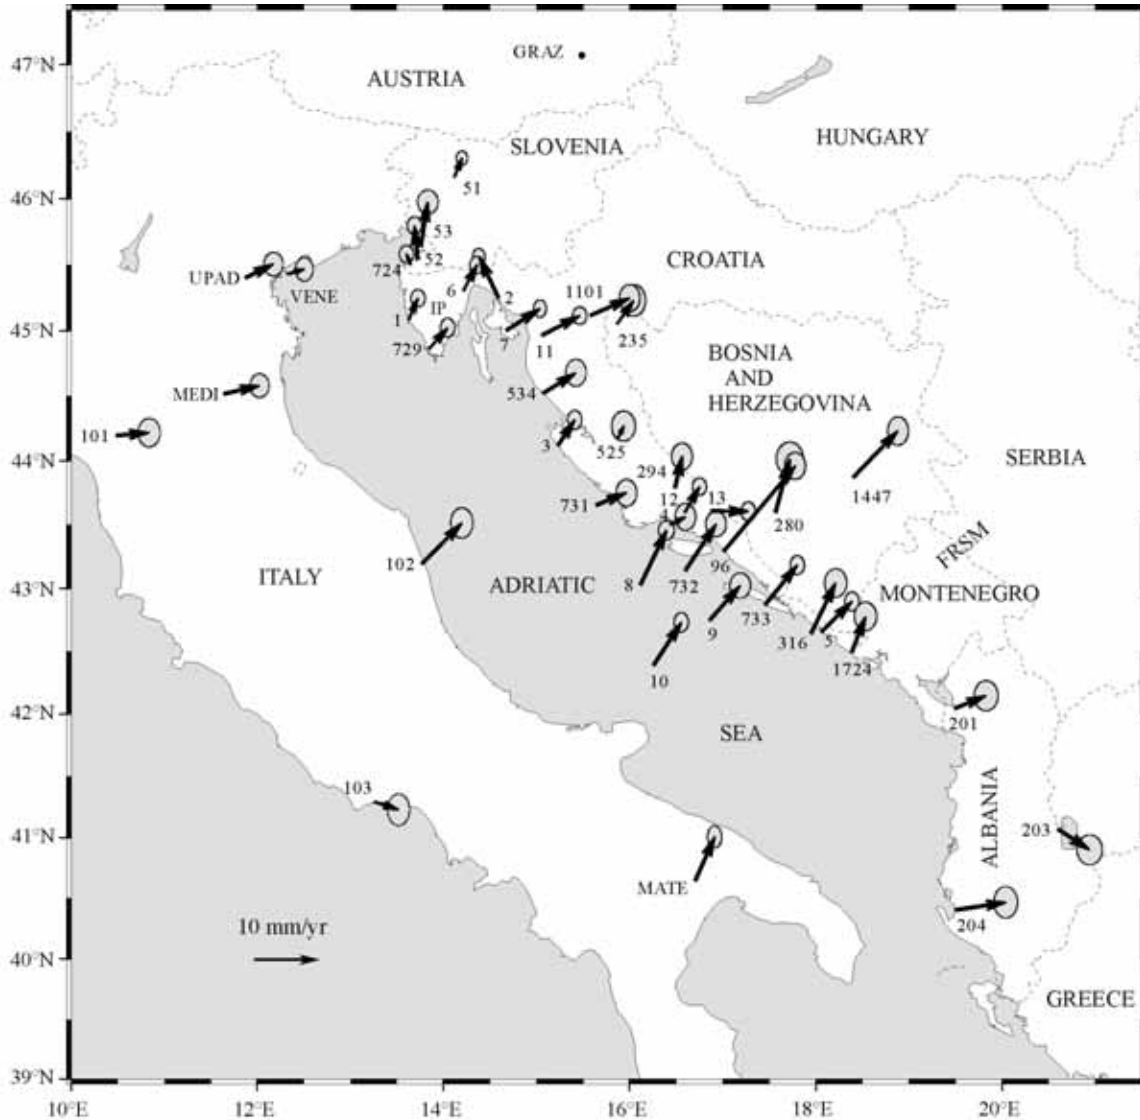 47°N
GRAZ
AUSTRIA
HUNGARY
SLOVENIA
51
46°N
53
52
724
UPAD
VENE
CROATIA
6
2
1101
IP
1
7
235
45°N
729
11
BOSNIA
AND
HERZEGOVINA
MEDI
534
101
3
525
44°N
294
SERBIA
12
13
1447
731
4
280
102
96
FRSM
ITALY
ADRIATIC
8
732
43°N
MONTENEGRO
733
9
316
5
10
1724
42°N
201
SEA
103
ALBANIA
41°N
203
MATE
204
10 mm/yr
40°N
GREECE
39°N
10°E
12°E
14°E
16°E
18°E
20°E